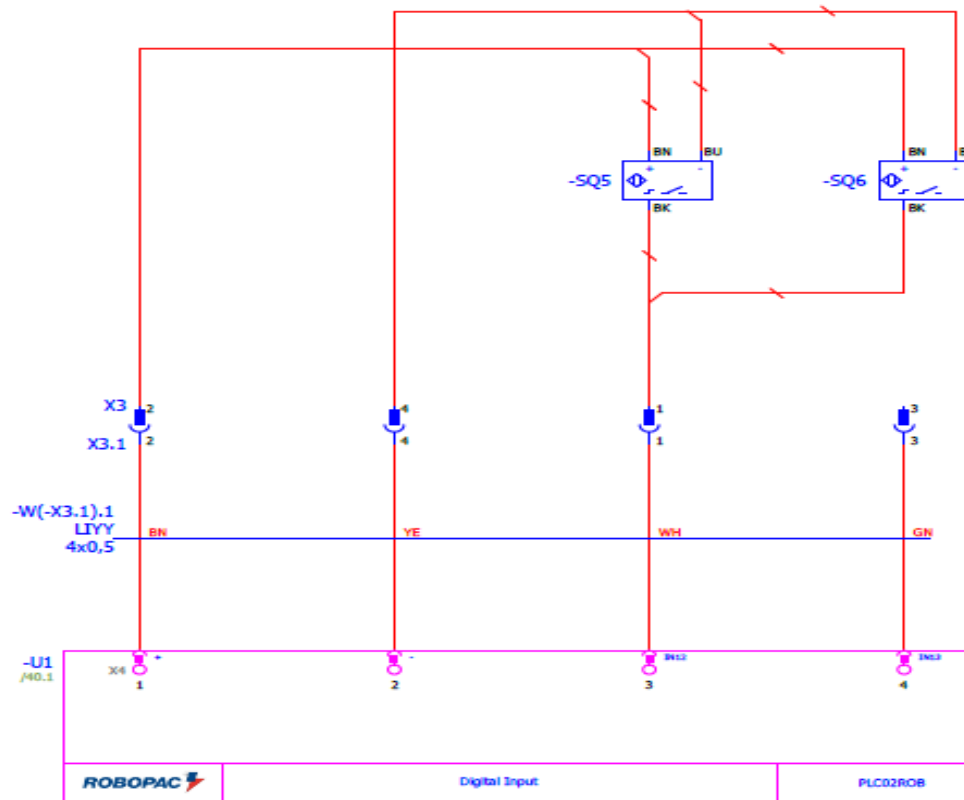 BN BU BN
+ - + -
-SQ5 -SQ6
BK BK
X3 2 4 1 3
X3.1 2 4 1 3
-W(-X3.1).1
LIYY
4x0,5
BN YE WH GN
-U1 + - IN12 IN13
/40.1 X4
1 2 3 4
ROBOPAC Digital Input PLC02ROB